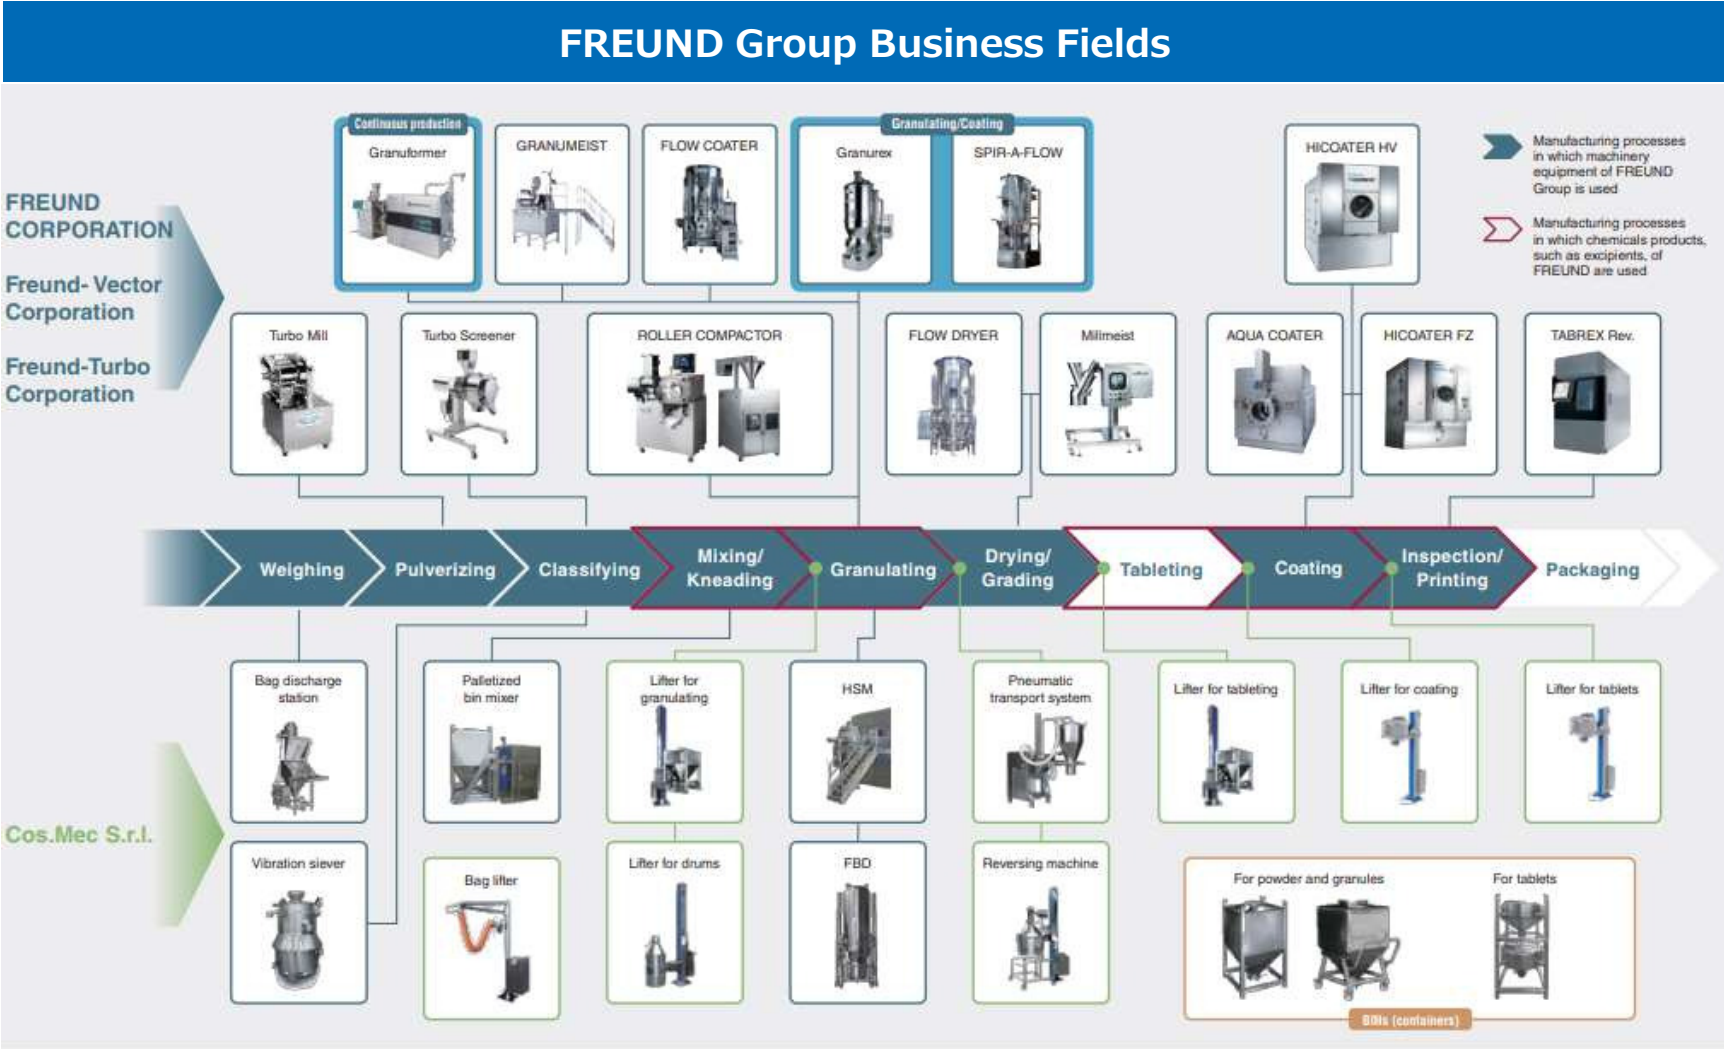 FREUND Group Business Fields
Continuous production
Granuformer
GRANUMEIST
FLOW COATER
Granulating/Coating
Granurex
SPIR-A-FLOW
HICOATER HV
Manufacturing processes
in which machinery
equipment of FREUND
Group is used
Manufacturing processes
in which chemicals products,
such as excipients, of
FREUND are used
FREUND
CORPORATION
Freund- Vector
Corporation
Freund-Turbo
Corporation
Turbo Mill
Turbo Screener
ROLLER COMPACTOR
FLOW DRYER
Milimeist
AQUA COATER
HICOATER FZ
TABREX Rev.
Weighing
Pulverizing
Classifying
Mixing/
Kneading
Granulating
Drying/
Grading
Tableting
Coating
Inspection/
Printing
Packaging
Cos.Mec S.r.l.
Bag discharge
station
Palletized
bin mixer
Lifter for
granulating
HSM
Pneumatic
transport system
Lifter for tableting
Lifter for coating
Lifter for tablets
Vibration siever
Bag lifter
Lifter for drums
FBD
Reversing machine
For powder and granules
For tablets
BINs (containers)